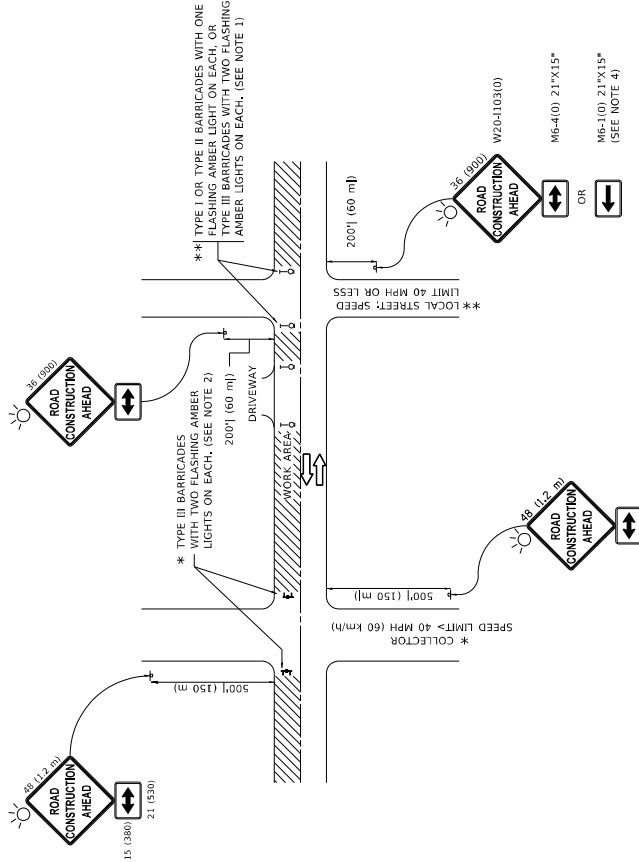 ** TYPE I OR TYPE II BARRICADES WITH ONE
FLASHING AMBER LIGHT ON EACH, OR
TYPE III BARRICADES WITH TWO FLASHING
AMBER LIGHTS ON EACH. (SEE NOTE 1)
W20-I103(0)
M6-4(0) 21"X15"
OR
M6-1(0) 21"X15"
(SEE NOTE 4)
36 (900)
ROAD
CONSTRUCTION
AHEAD
200'| (60 m|)
**LOCAL STREET: SPEED
LIMIT 40 MPH OR LESS
36 (900)
ROAD
CONSTRUCTION
AHEAD
200'| (60 m|)
DRIVEWAY
* TYPE III BARRICADES
WITH TWO FLASHING AMBER
LIGHTS ON EACH. (SEE NOTE 2)
WORK AREA
48 (1.2 m)
ROAD
CONSTRUCTION
AHEAD
500'| (150 m|)
* COLLECTOR
SPEED LIMIT> 40 MPH (60 km/h)
500'| (150 m)
48 (1.2 m)
ROAD
CONSTRUCTION
AHEAD
15 (380)
21 (530)